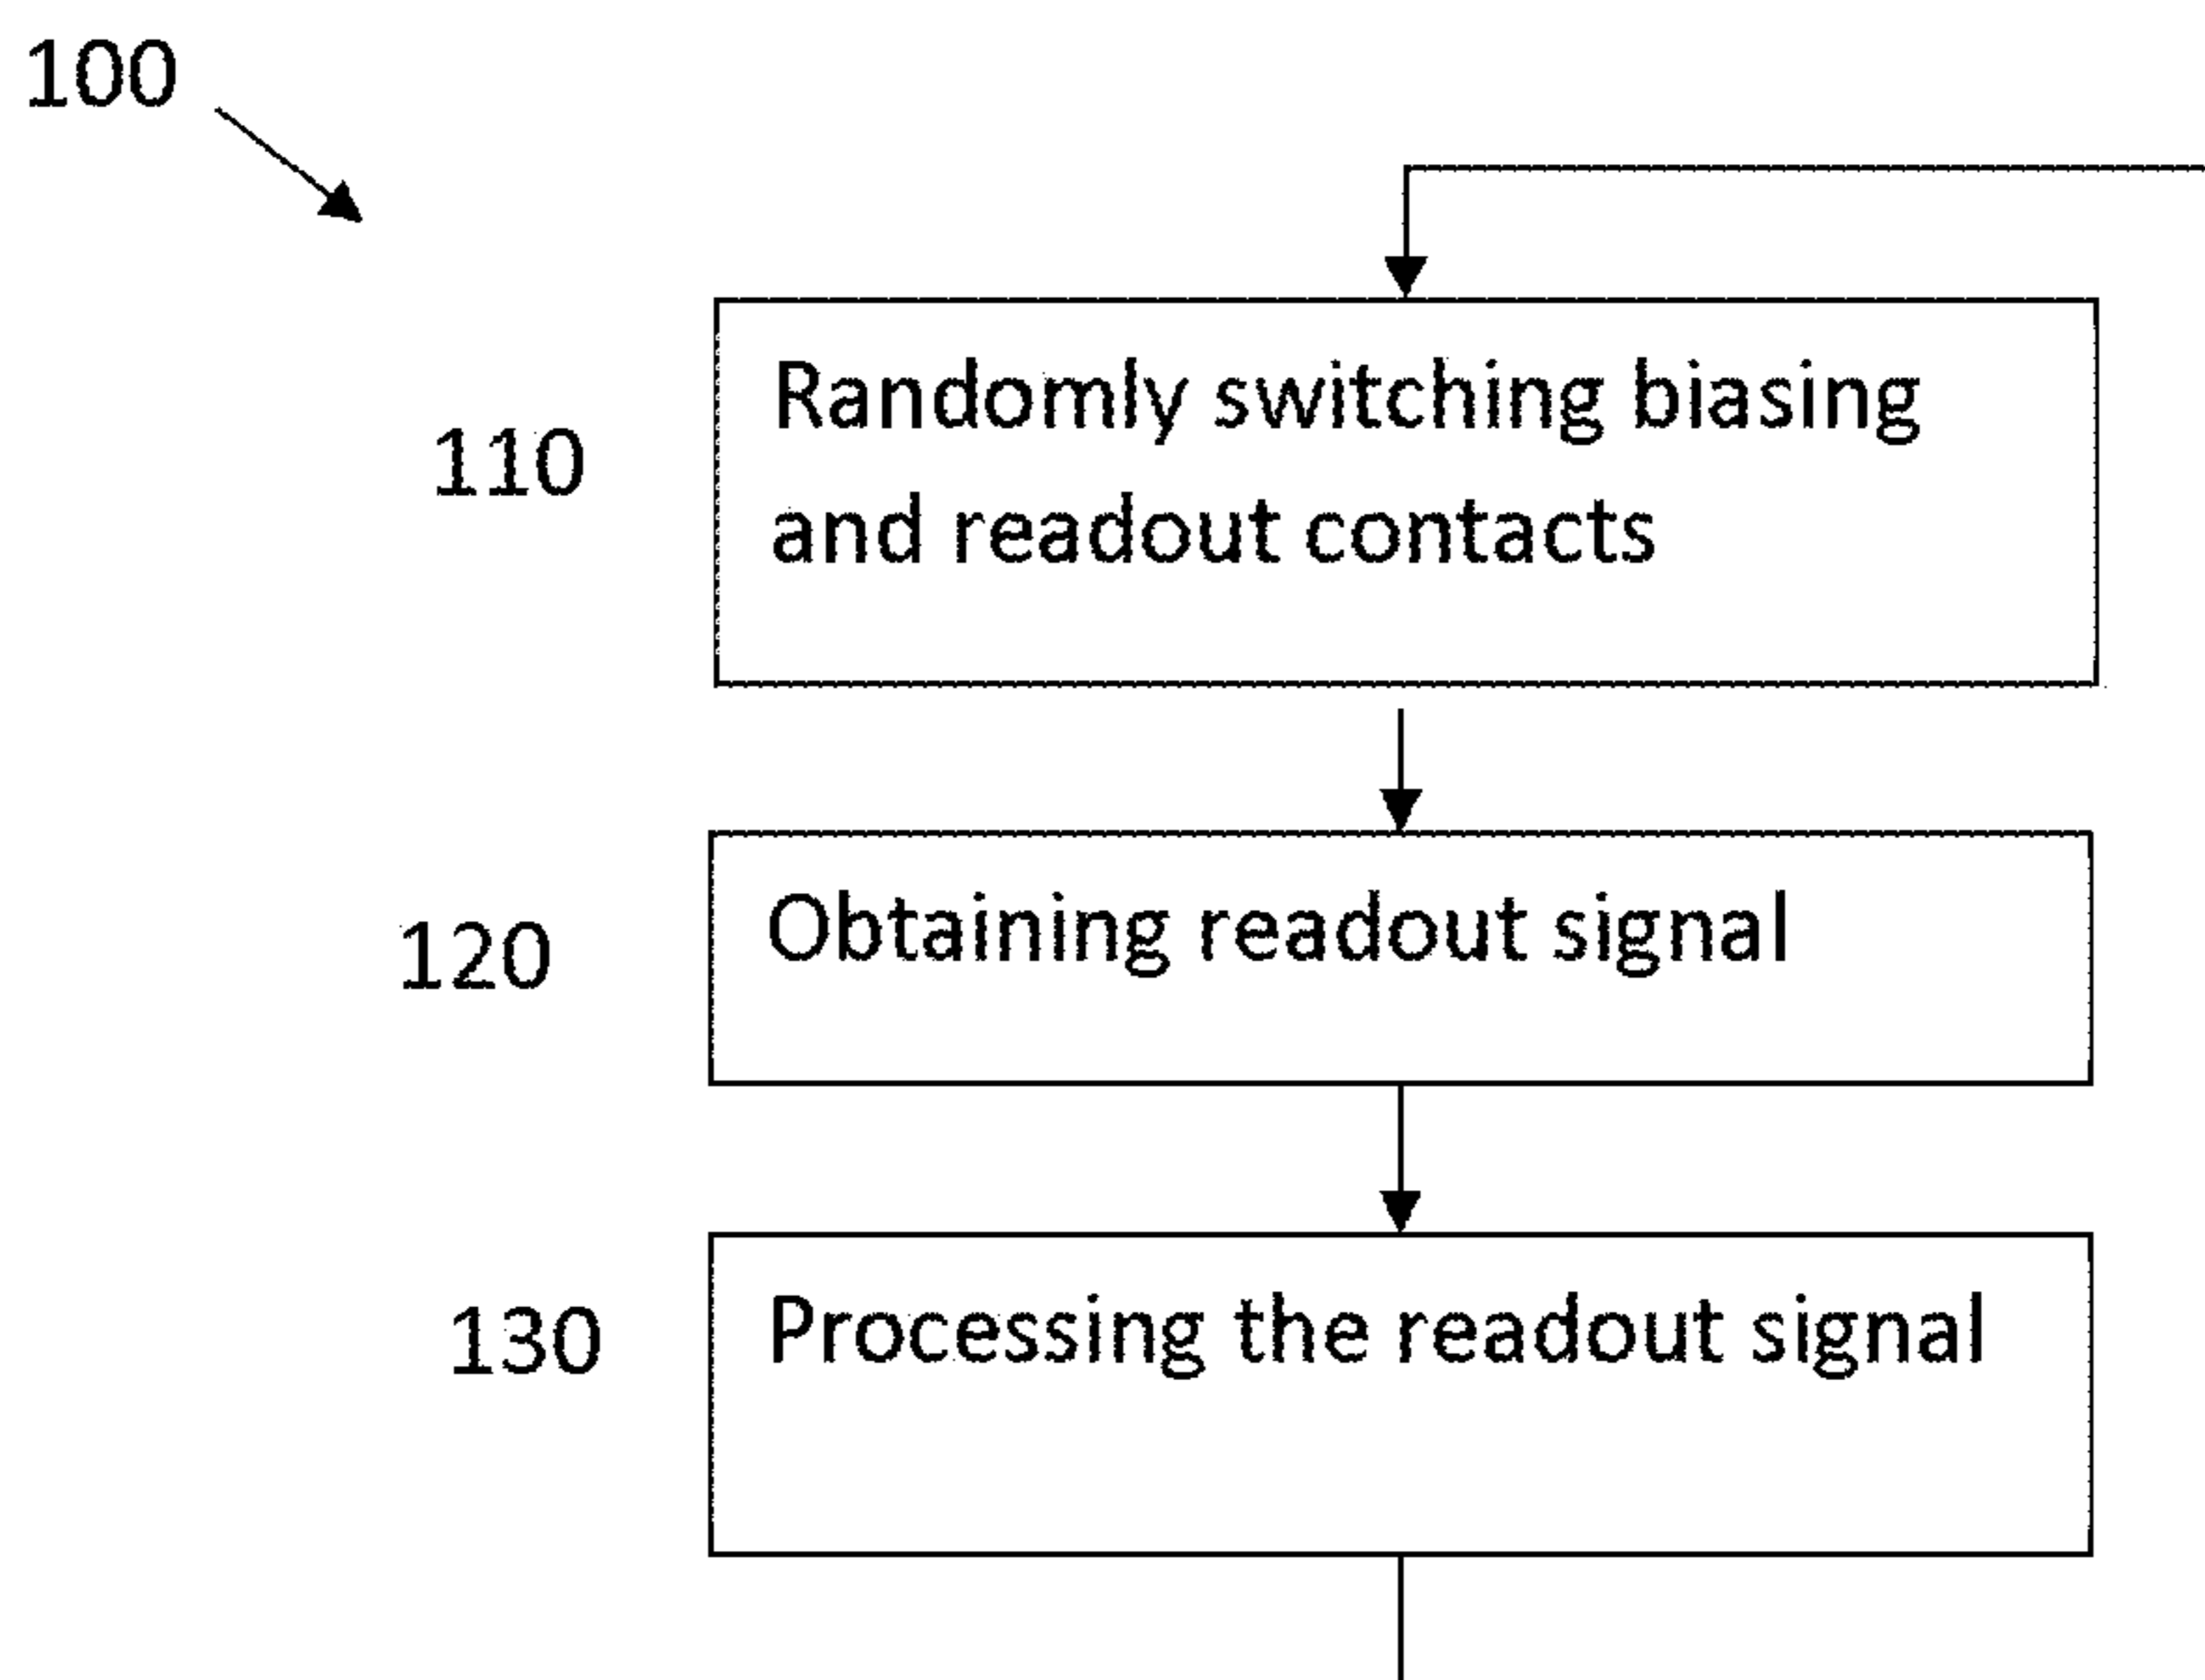 100
110
Randomly switching biasing
and readout contacts
120
Obtaining readout signal
130
Processing the readout signal